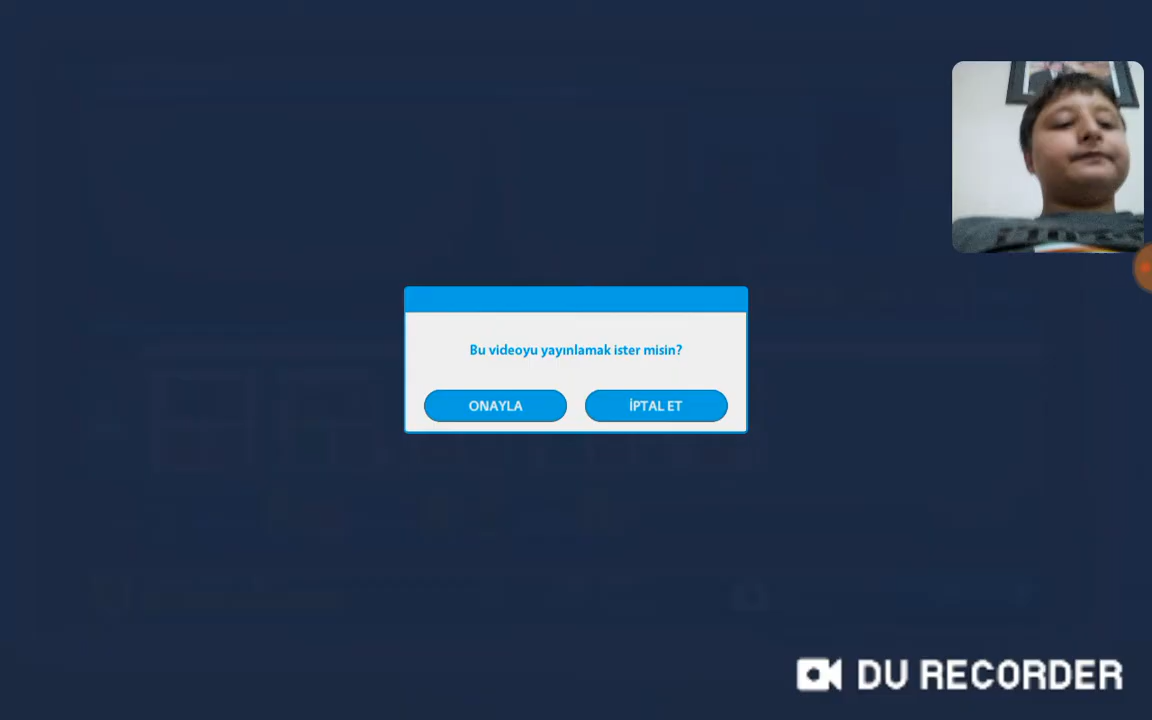 Bu videoyu yayınlamak ister misin?
ONAYLA
İPTAL ET
DU RECORDER